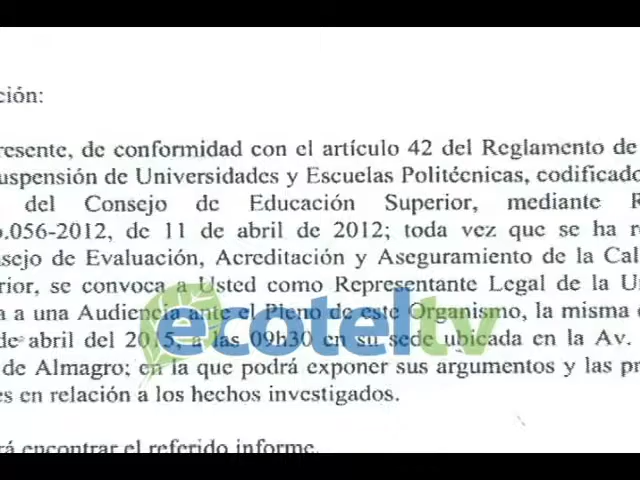 ción:
resente, de conformidad con el artículo 42 del Reglamento de
uspensión de Universidades y Escuelas Politécnicas, codificado
del Consejo de Educación Superior, mediante R
o.056-2012, de 11 de abril de 2012; toda vez que se ha r
nsejo de Evaluación, Acreditación y Aseguramiento de la Cal
rior, se convoca a Usted como Representante Legal de la U
a a una Audiencia ante el Pleno de este Organismo, la misma
de abril del 2015, a las 09h30 en su sede ubicada en la Av.
de Almagro; en la que podrá exponer sus argumentos y las pr
es en relación a los hechos investigados.
rá encontrar el referido informe.
ecoteltv